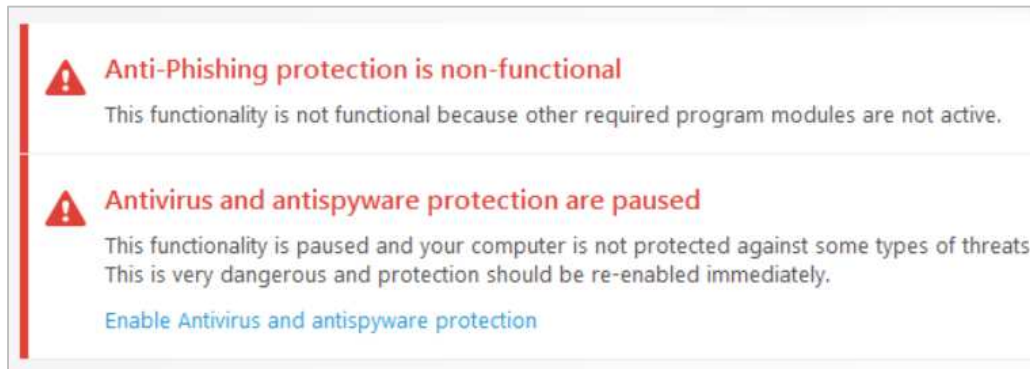 Anti-Phishing protection is non-functional
This functionality is not functional because other required program modules are not active.
Antivirus and antispyware protection are paused
This functionality is paused and your computer is not protected against some types of threats
This is very dangerous and protection should be re-enabled immediately.
Enable Antivirus and antispyware protection